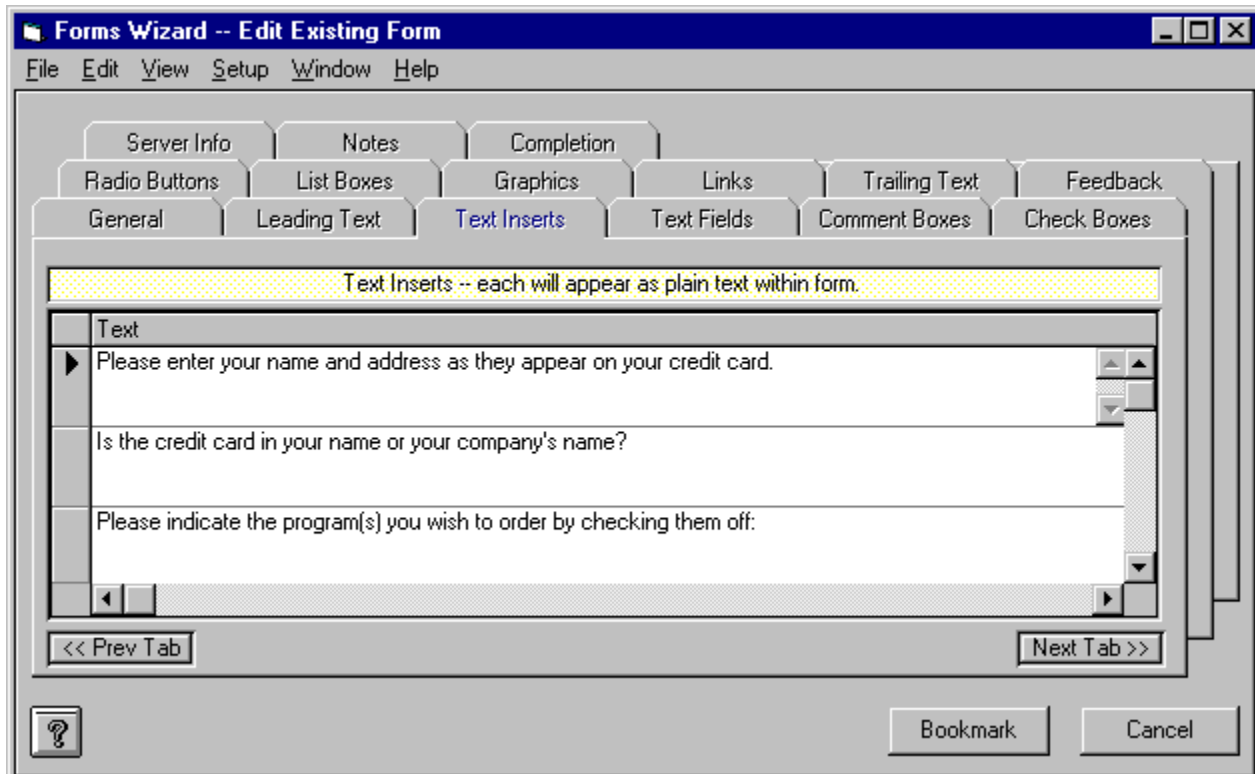 Forms Wizard -- Edit Existing Form
File Edit View Setup Window Help
Server Info Notes Completion
Radio Buttons List Boxes Graphics Links Trailing Text Feedback
General Leading Text Text Inserts Text Fields Comment Boxes Check Boxes
Text Inserts -- each will appear as plain text within form.
Text
Please enter your name and address as they appear on your credit card.
Is the credit card in your name or your company's name?
Please indicate the program(s) you wish to order by checking them off:
<< Prev Tab Next Tab >>
? Bookmark Cancel